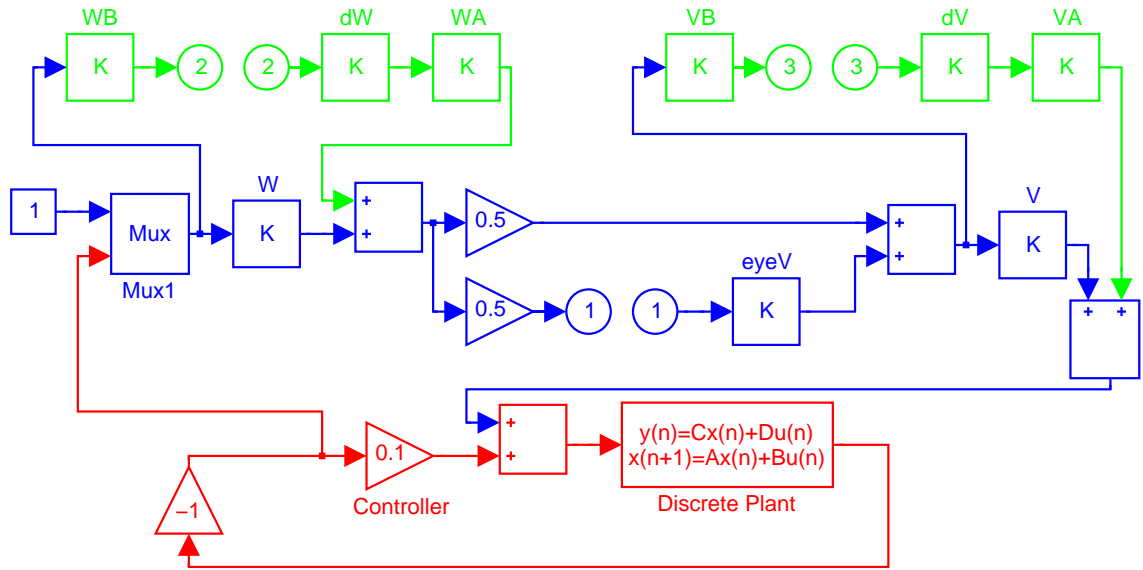 WB
dW
WA
VB
dV
VA
K
2
2
K
K
K
3
3
K
K
1
Mux
Mux1
W
K
+
+
0.5
0.5
1
1
eyeV
K
+
+
V
K
+ +
−1
0.1
Controller
+
+
y(n)=Cx(n)+Du(n)
x(n+1)=Ax(n)+Bu(n)
Discrete Plant